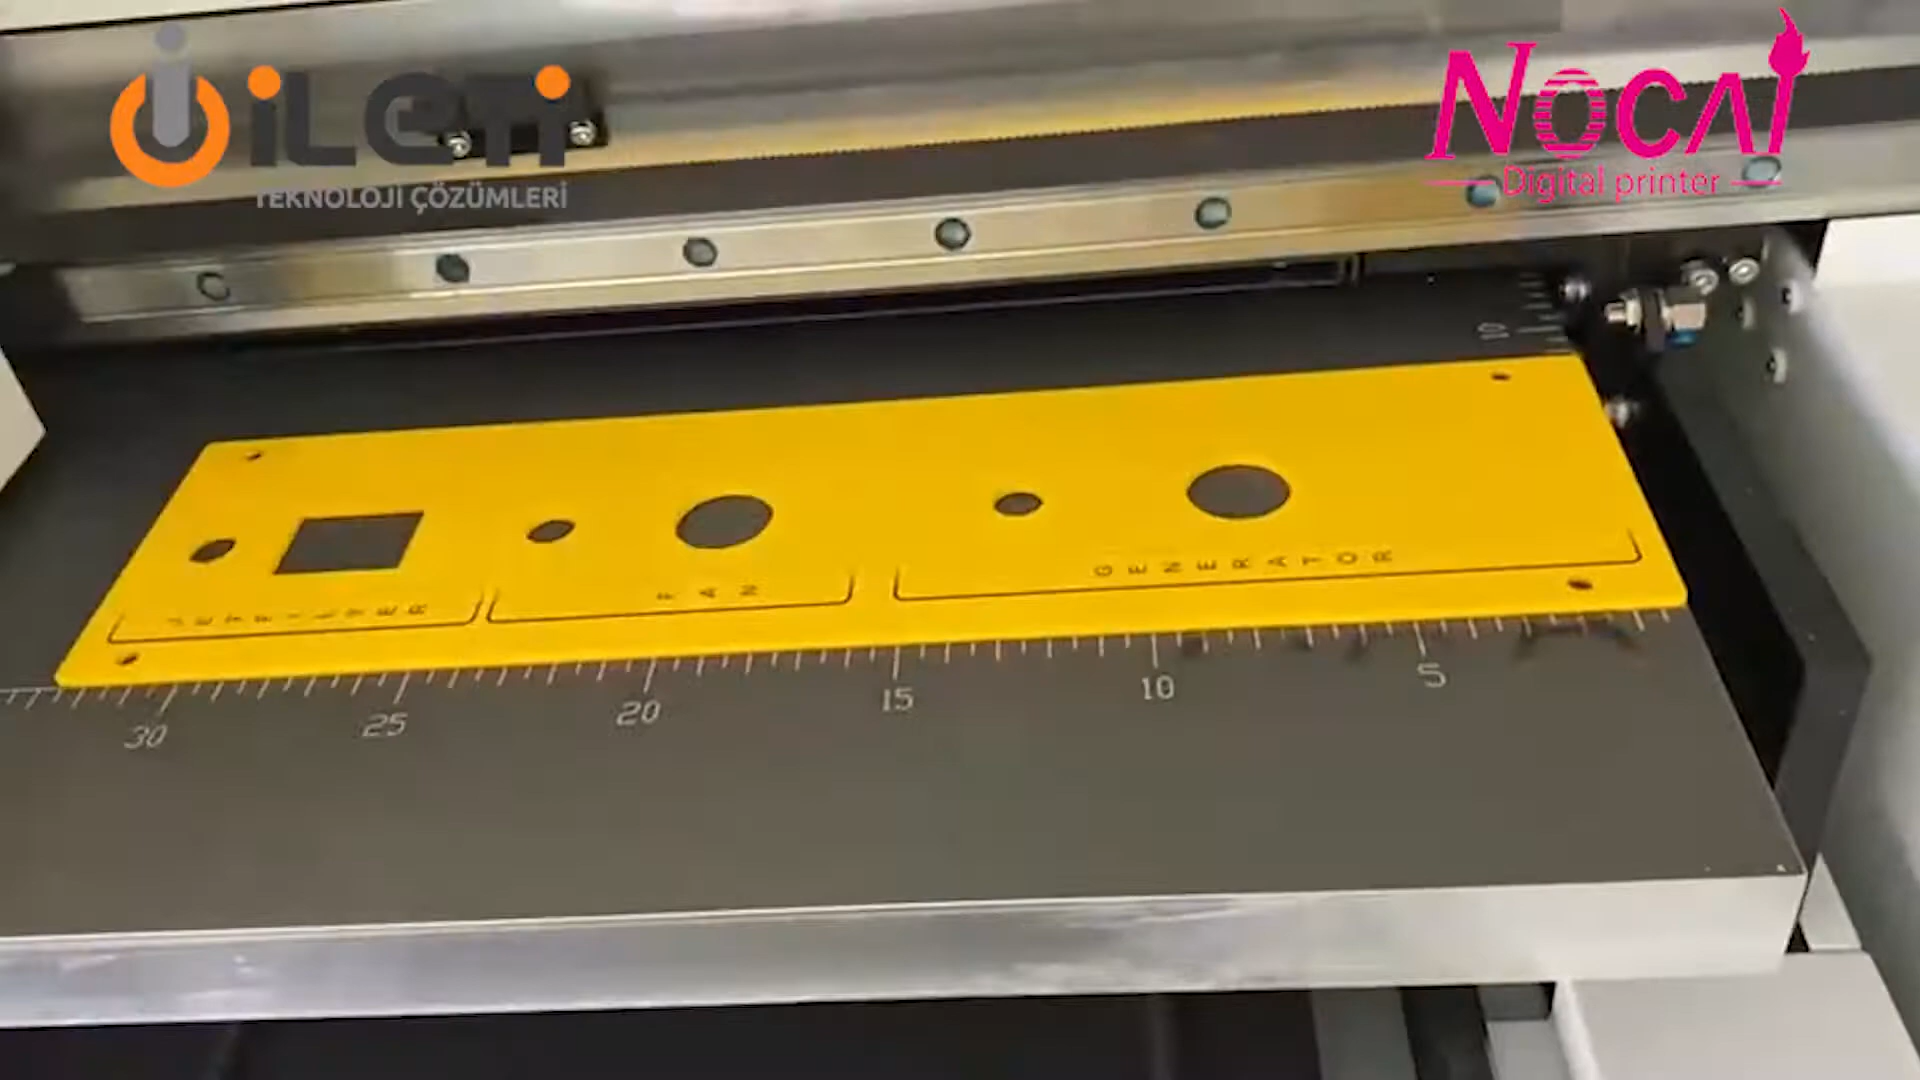 iLETi
TEKNOLOJİ ÇÖZÜMLERİ
NOCAI
Digital printer
10
GENERATOR
FAN
30
25
20
15
10
5